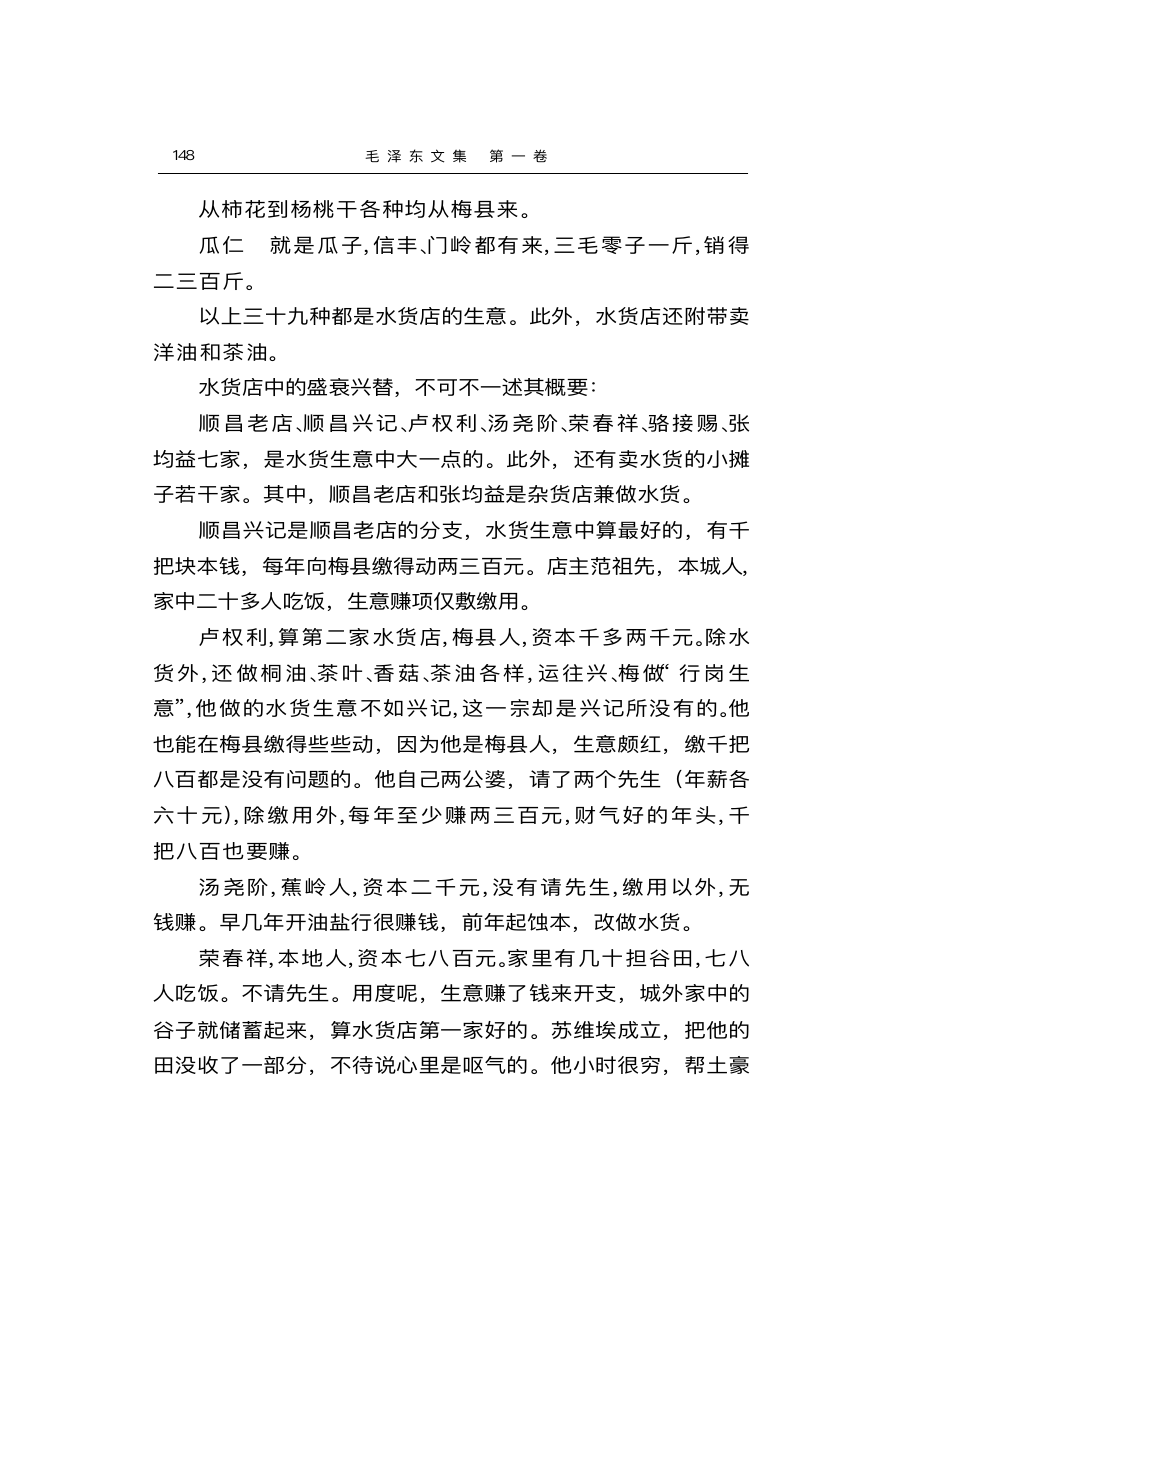 148 毛泽东文集 第一卷
从柿花到杨桃干各种均从梅县来。
瓜仁 就是瓜子,信丰、门岭都有来,三毛零子一斤,销得
二三百斤。
以上三十九种都是水货店的生意。此外，水货店还附带卖
洋油和茶油。
水货店中的盛衰兴替，不可不一述其概要：
顺昌老店、顺昌兴记、卢权利、汤尧阶、荣春祥、骆接赐、张
均益七家，是水货生意中大一点的。此外，还有卖水货的小摊
子若干家。其中，顺昌老店和张均益是杂货店兼做水货。
顺昌兴记是顺昌老店的分支，水货生意中算最好的，有千
把块本钱，每年向梅县缴得动两三百元。店主范祖先，本城人,
家中二十多人吃饭，生意赚项仅敷缴用。
卢权利,算第二家水货店,梅县人,资本千多两千元。除水
货外,还做桐油、茶叶、香菇、茶油各样,运往兴、梅做“行岗生
意”,他做的水货生意不如兴记,这一宗却是兴记所没有的。他
也能在梅县缴得些些动，因为他是梅县人，生意颇红，缴千把
八百都是没有问题的。他自己两公婆，请了两个先生（年薪各
六十元),除缴用外,每年至少赚两三百元,财气好的年头,千
把八百也要赚。
汤尧阶,蕉岭人,资本二千元,没有请先生,缴用以外,无
钱赚。早几年开油盐行很赚钱，前年起蚀本，改做水货。
荣春祥,本地人,资本七八百元。家里有几十担谷田,七八
人吃饭。不请先生。用度呢，生意赚了钱来开支，城外家中的
谷子就储蓄起来，算水货店第一家好的。苏维埃成立，把他的
田没收了一部分，不待说心里是呕气的。他小时很穷，帮土豪